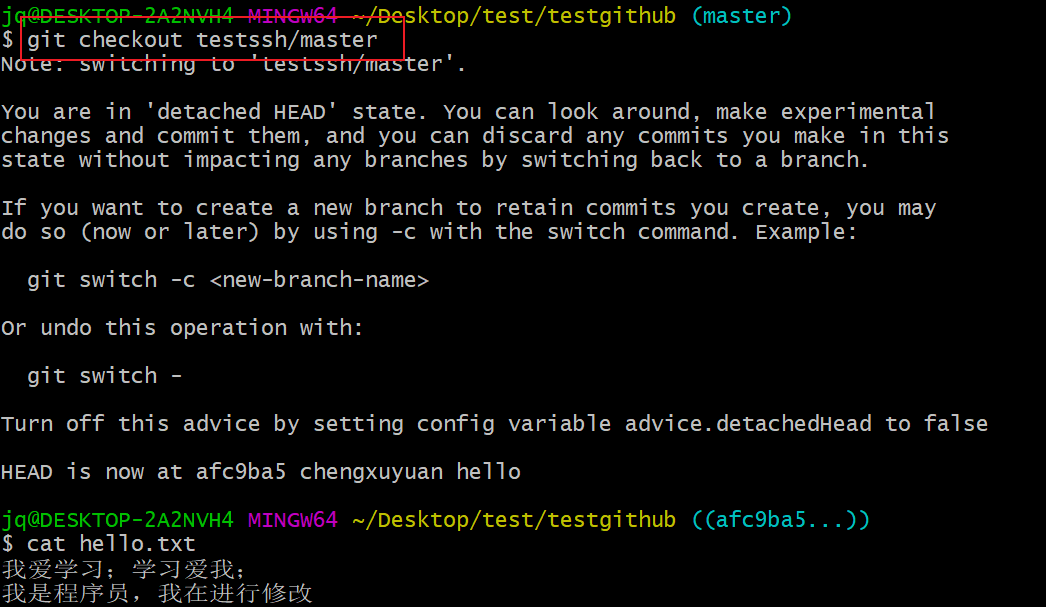 jq@DESKTOP-2A2NVH4 MINGW64 ~/Desktop/test/testgithub (master)
$ git checkout testssh/master
Note: switching to 'testssh/master'.
You are in 'detached HEAD' state. You can look around, make experimental
changes and commit them, and you can discard any commits you make in this
state without impacting any branches by switching back to a branch.
If you want to create a new branch to retain commits you create, you may
do so (now or later) by using -c with the switch command. Example:
git switch -c <new-branch-name>
Or undo this operation with:
git switch -
Turn off this advice by setting config variable advice.detachedHead to false
HEAD is now at afc9ba5 chengxuyuan hello
jq@DESKTOP-2A2NVH4 MINGW64 ~/Desktop/test/testgithub ((afc9ba5...))
$ cat hello.txt
我爱学习；学习爱我；
我是程序员，我在进行修改